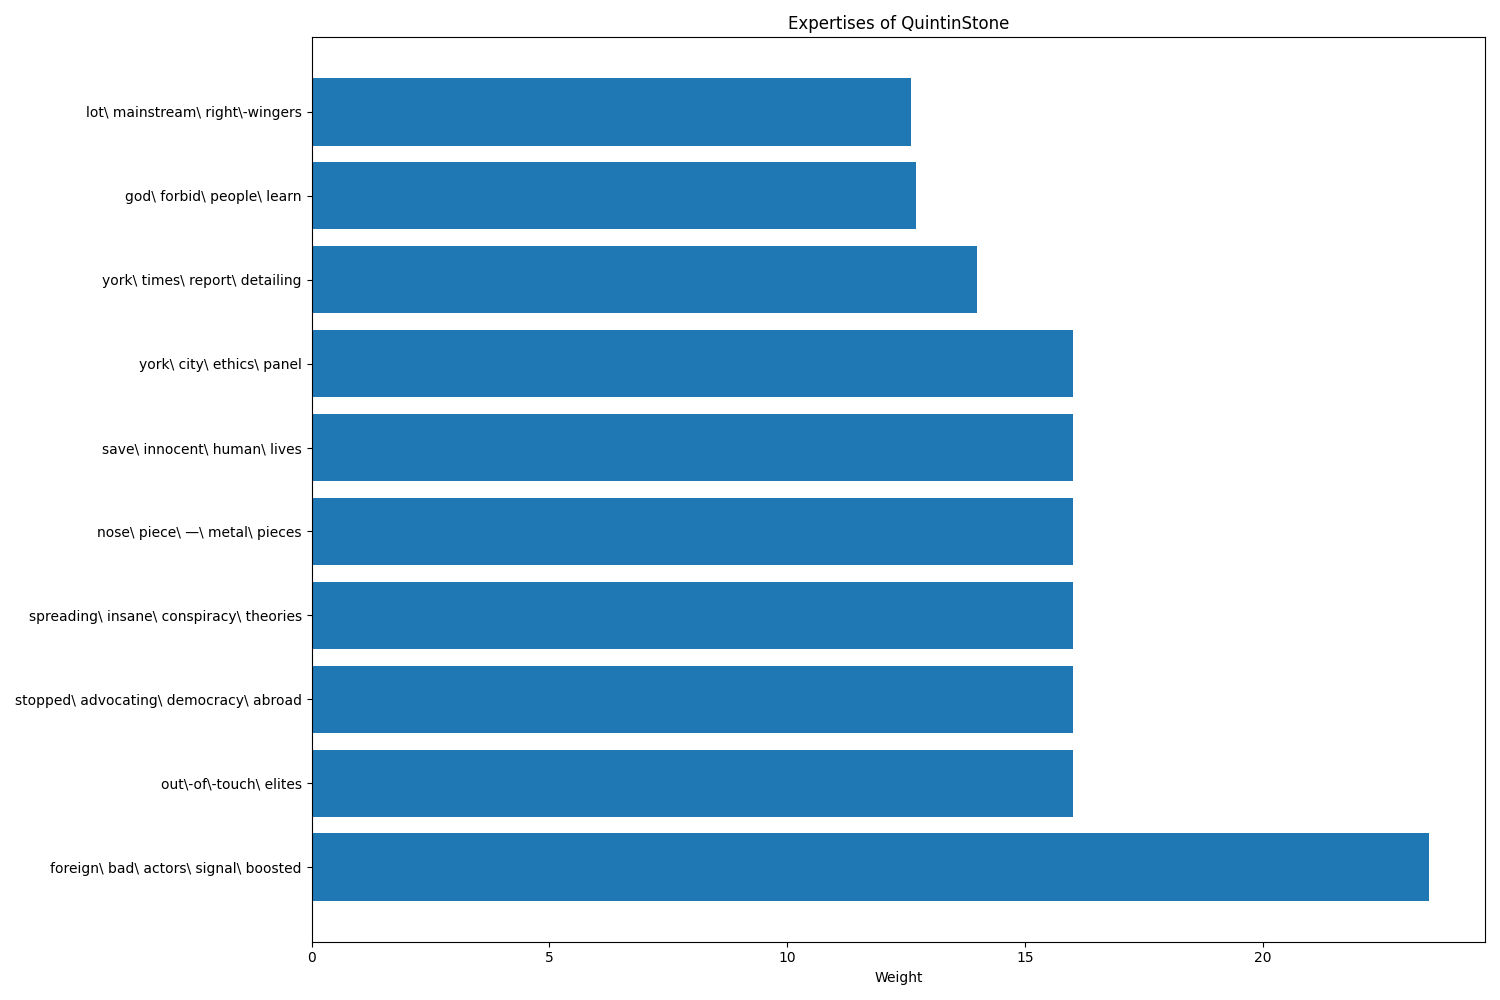 Expertises of QuintinStone
lot\ mainstream\ right\-wingers
god\ forbid\ people\ learn
york\ times\ report\ detailing
york\ city\ ethics\ panel
save\ innocent\ human\ lives
nose\ piece\ —\ metal\ pieces
spreading\ insane\ conspiracy\ theories
stopped\ advocating\ democracy\ abroad
out\-of\-touch\ elites
foreign\ bad\ actors\ signal\ boosted
0 5 10 15 20
Weight